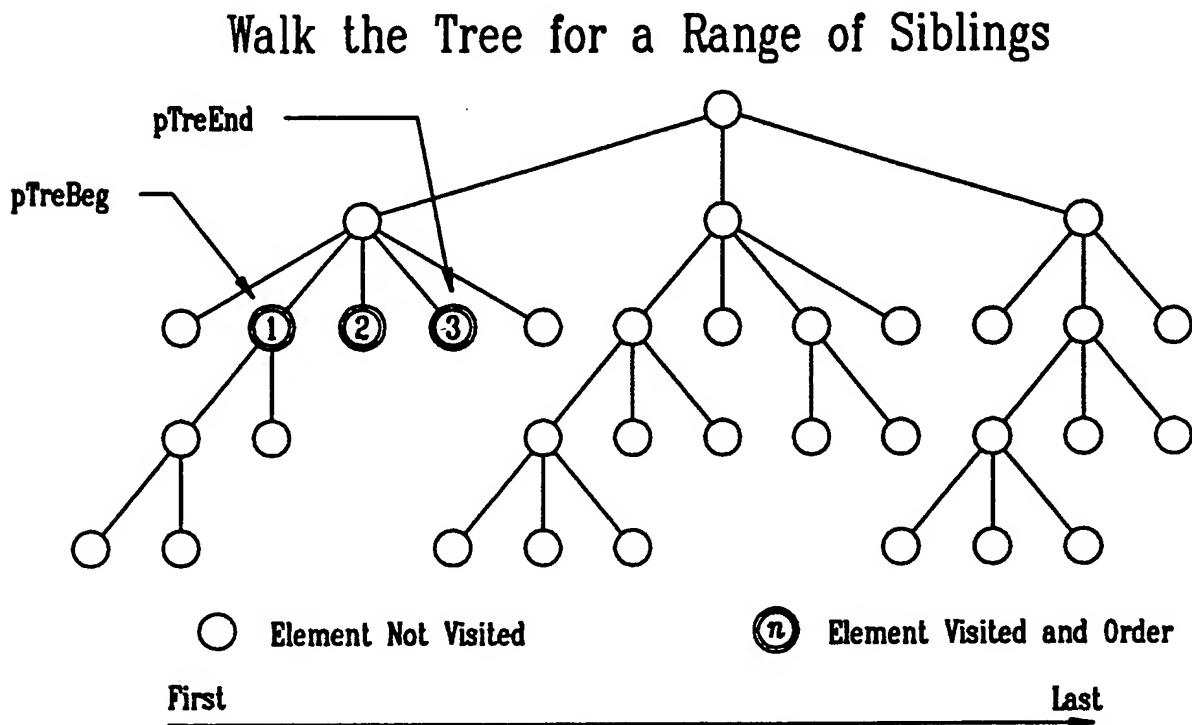 Walk the Tree for a Range of Siblings
pTreEnd
pTreBeg
1 2 3
Element Not Visited
n Element Visited and Order
First Last